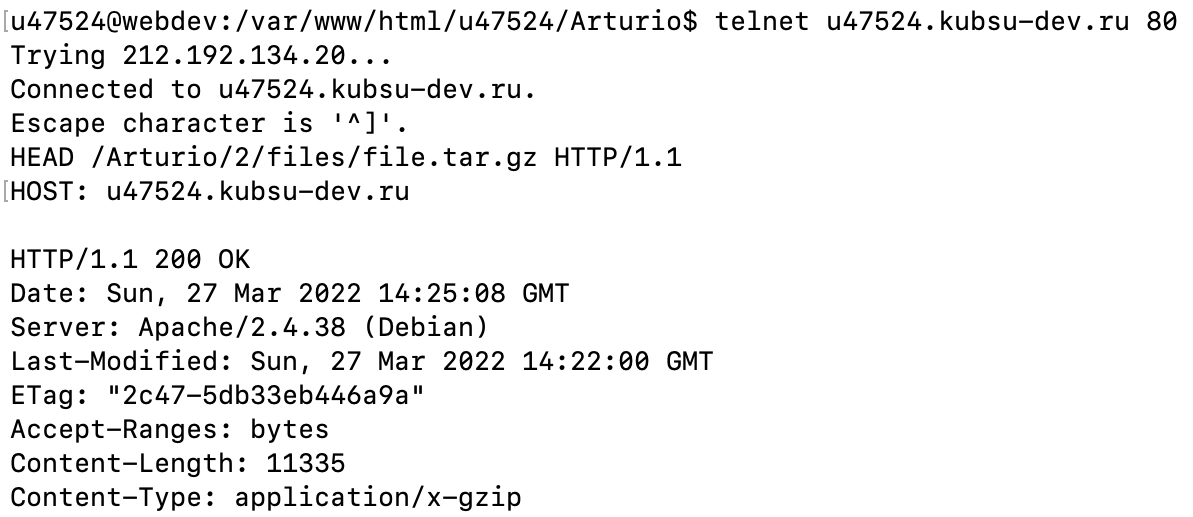 [u47524@webdev:/var/www/html/u47524/Arturio$ telnet u47524.kubsu-dev.ru 80
Trying 212.192.134.20...
Connected to u47524.kubsu-dev.ru.
Escape character is '^]'.
HEAD /Arturio/2/files/file.tar.gz HTTP/1.1
[HOST: u47524.kubsu-dev.ru
HTTP/1.1 200 OK
Date: Sun, 27 Mar 2022 14:25:08 GMT
Server: Apache/2.4.38 (Debian)
Last-Modified: Sun, 27 Mar 2022 14:22:00 GMT
ETag: "2c47-5db33eb446a9a"
Accept-Ranges: bytes
Content-Length: 11335
Content-Type: application/x-gzip